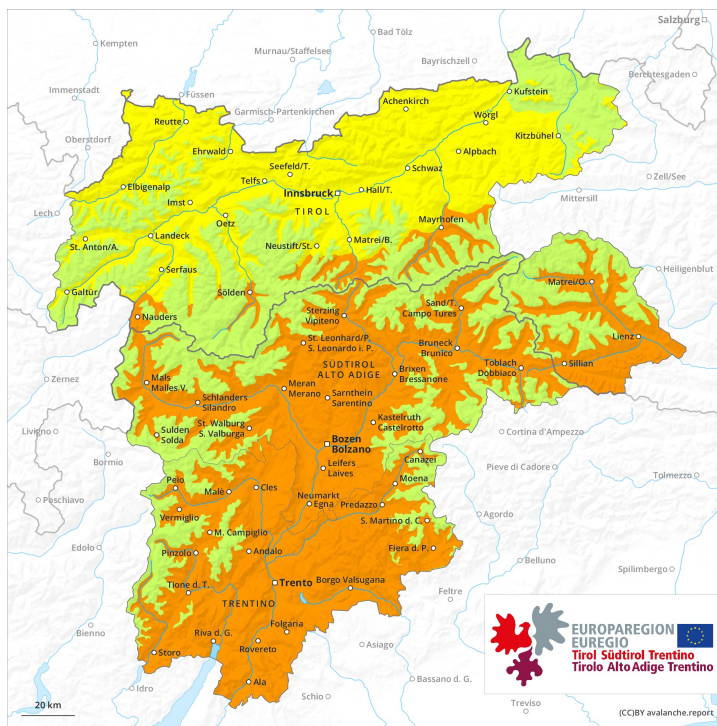 Salzburg
Kempten
Bad Tölz
Murnau/Staffelsee
Bayrischzell
Berchtesgaden
Immenstadt
Füssen
Garmisch-Partenkirchen
Achenkirch
Kufstein
Reutte
Wörgl
Oberstdorf
Ehrwald
Kitzbühel
Seefeld/T.
Alpbach
Telfs
Schwaz
Zell/See
Elbigenalp
Innsbruck
Hall/T.
Mittersill
Imst
TIROL
Lech
Oetz
Mayrhofen
St. Anton/A.
Landeck
Neustift/St.
Matrei/B.
Serfaus
Heiligenblut
Galtür
Sölden
Matrei/O.
Nauders
Sterzing
Vipiteno
Sand/T.
Campo Tures
Lienz
St. Leonhard/P.
S. Leonardo i. P.
Bruneck
Brunico
Toblach
Dobbiaco
Sillian
Zernez
Mals
Malles V.
SÜDTIROL
ALTO ADIGE
Meran
Merano
Brixen
Bressanone
Schlanders
Silandro
Sarnthein
Sarentino
Kastelruth
Castelrotto
Livigno
Sulden
Solda
St. Walburg
S. Valburga
Cortina d'Ampezzo
Bozen
Bolzano
Bormio
Canazei
Leifers
Laives
Pieve di Cadore
Tolmezzo
Moena
Poschiavo
Peio
Malè
Cles
Neumarkt
Egna
Predazzo
Vermiglio
Agordo
S. Martino d. C.
M. Campiglio
Edolo
Pinzolo
Andalo
Fiera d. P.
Belluno
Spilimbergo
Trento
Borgo Valsugana
Tione d. T.
Feltre
TRENTINO
Bienno
Folgaria
Riva d. G.
Rovereto
Storo
Asiago
Idro
Ala
Bassano d. G.
Schio
Treviso
EUROPAREGION
EUREGIO
Tirol Südtirol Trentino
Tirolo Alto Adige Trentino
20 km
(CC)BY avalanche.report